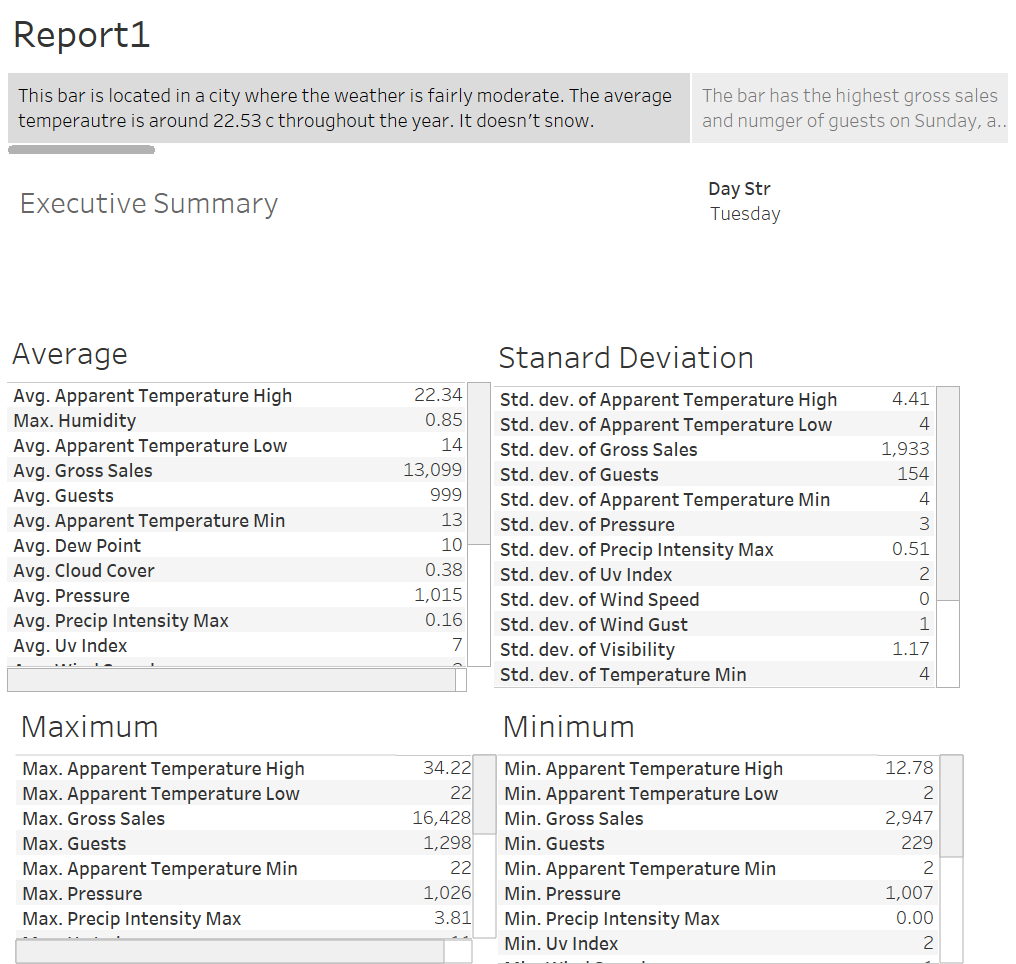 Report1
This bar is located in a city where the weather is fairly moderate. The average
temperautre is around 22.53 c throughout the year. It doesn't snow.
The bar has the highest gross sales
and numger of guests on Sunday, a..
Executive Summary
Day Str
Tuesday
Average
Avg. Apparent Temperature High 22.34
Max. Humidity 0.85
Avg. Apparent Temperature Low 14
Avg. Gross Sales 13,099
Avg. Guests 999
Avg. Apparent Temperature Min 13
Avg. Dew Point 10
Avg. Cloud Cover 0.38
Avg. Pressure 1,015
Avg. Precip Intensity Max 0.16
Avg. Uv Index 7
Stanard Deviation
Std. dev. of Apparent Temperature High 4.41
Std. dev. of Apparent Temperature Low 4
Std. dev. of Gross Sales 1,933
Std. dev. of Guests 154
Std. dev. of Apparent Temperature Min 4
Std. dev. of Pressure 3
Std. dev. of Precip Intensity Max 0.51
Std. dev. of Uv Index 2
Std. dev. of Wind Speed 0
Std. dev. of Wind Gust 1
Std. dev. of Visibility 1.17
Std. dev. of Temperature Min 4
Maximum
Max. Apparent Temperature High 34.22
Max. Apparent Temperature Low 22
Max. Gross Sales 16,428
Max. Guests 1,298
Max. Apparent Temperature Min 22
Max. Pressure 1,026
Max. Precip Intensity Max 3.81
Minimum
Min. Apparent Temperature High 12.78
Min. Apparent Temperature Low 2
Min. Gross Sales 2,947
Min. Guests 229
Min. Apparent Temperature Min 2
Min. Pressure 1,007
Min. Precip Intensity Max 0.00
Min. Uv Index 2